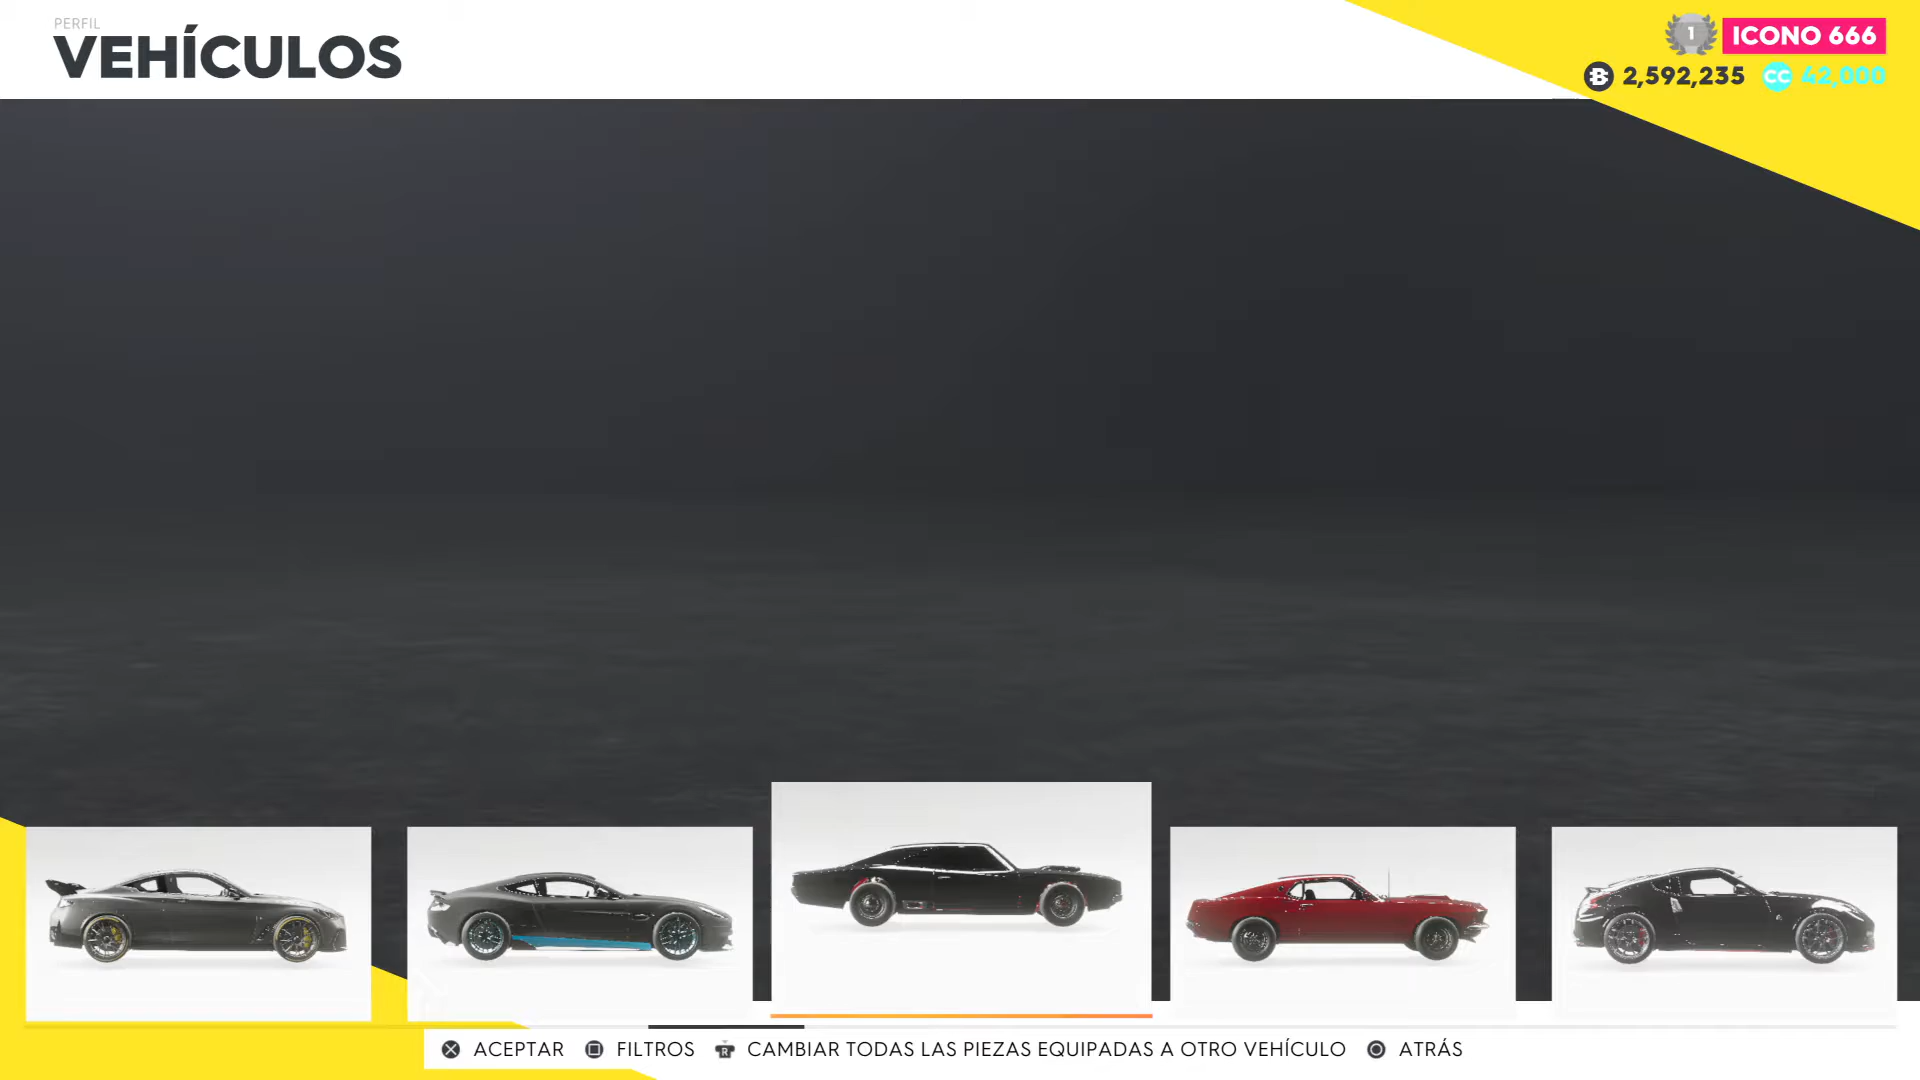 PERFIL
VEHÍCULOS
1 ICONO 666
2,592,235 CC 42,000
ACEPTAR FILTROS R CAMBIAR TODAS LAS PIEZAS EQUIPADAS A OTRO VEHÍCULO ATRÁS